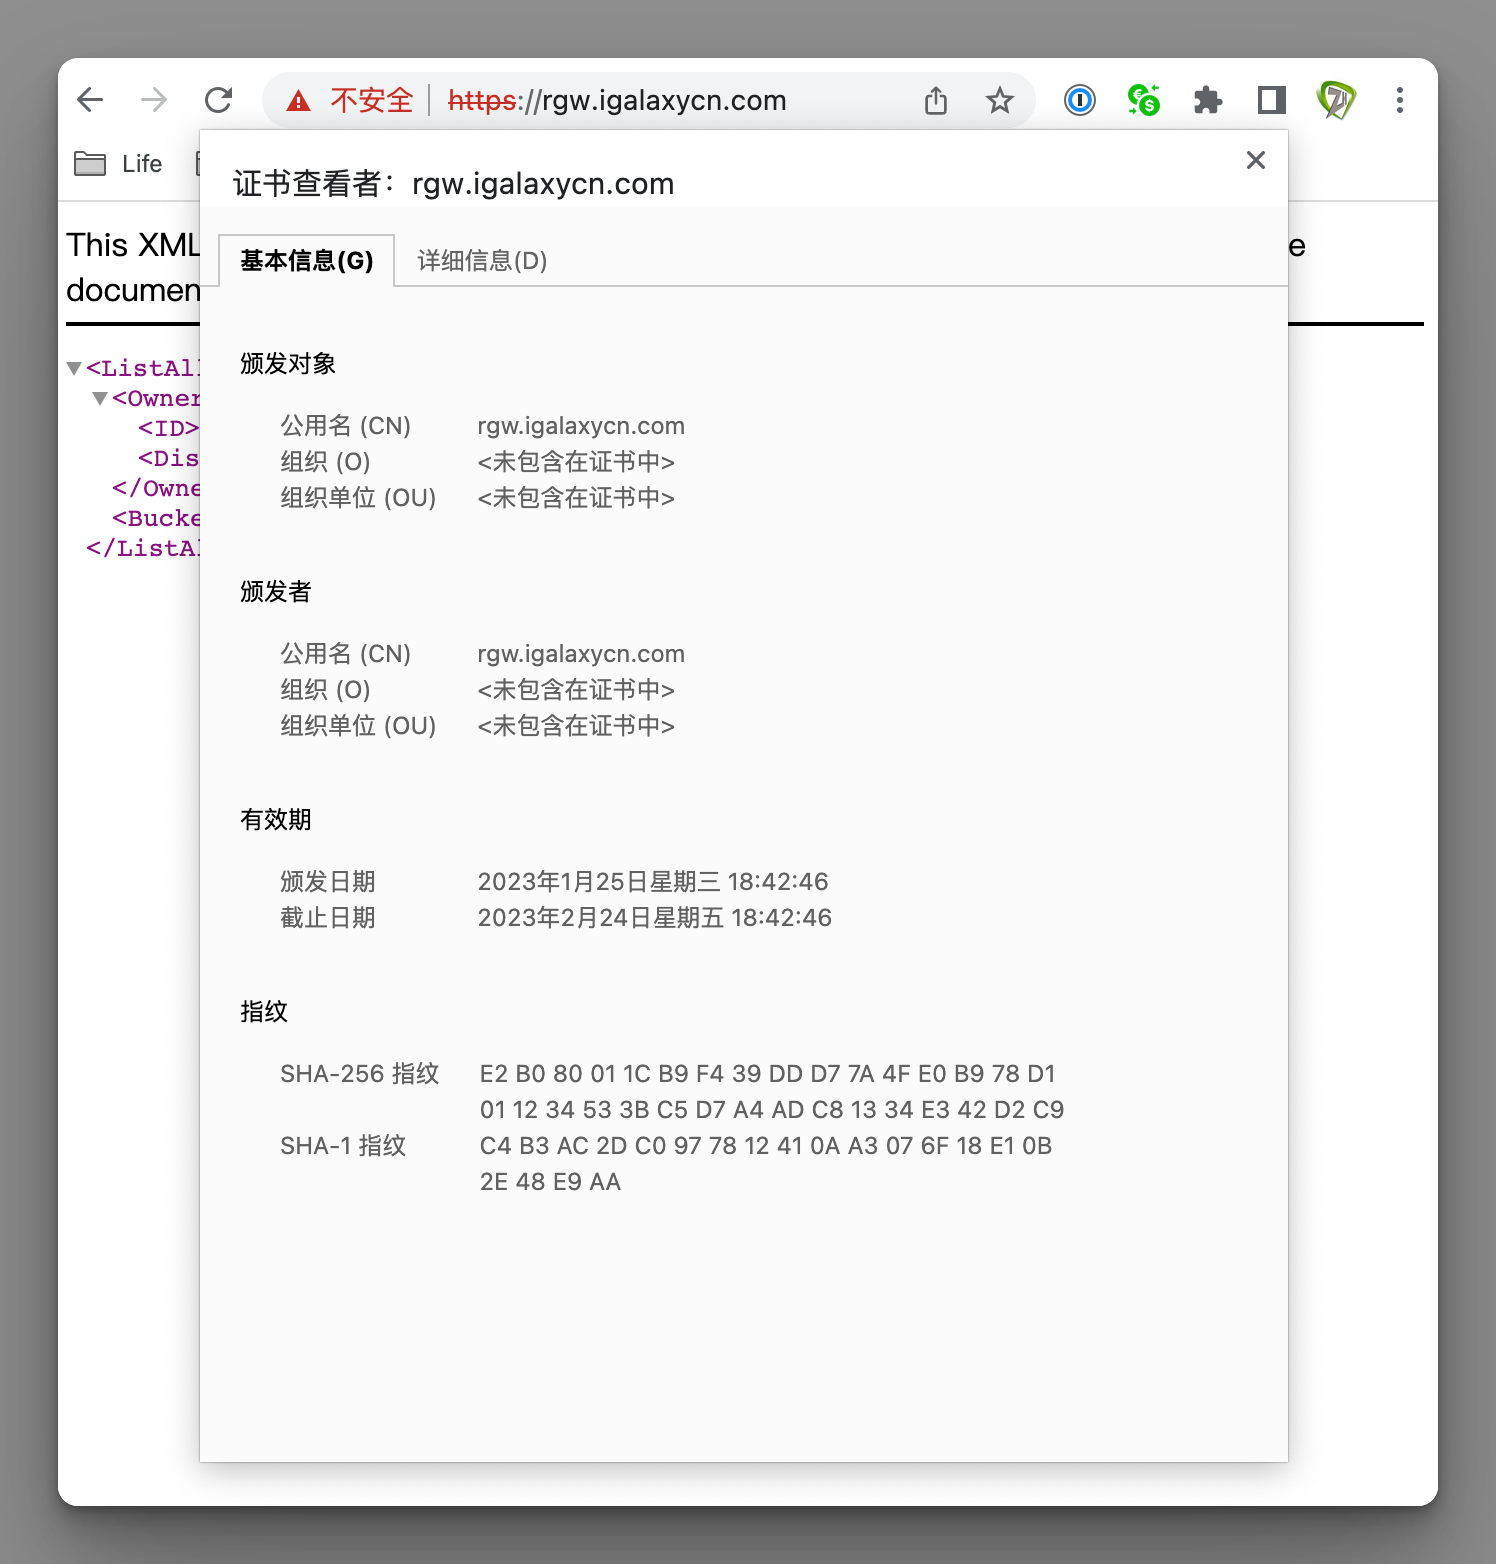 不安全 https://rgw.igalaxycn.com
Life
证书查看者：rgw.igalaxycn.com
This XML
e
documen
基本信息(G) 详细信息(D)
<ListAll
<Owner
<ID>
<Dis
</Owne
<Bucke
</ListAl
颁发对象
公用名 (CN) rgw.igalaxycn.com
组织 (O) <未包含在证书中>
组织单位 (OU) <未包含在证书中>
颁发者
公用名 (CN) rgw.igalaxycn.com
组织 (O) <未包含在证书中>
组织单位 (OU) <未包含在证书中>
有效期
颁发日期 2023年1月25日星期三 18:42:46
截止日期 2023年2月24日星期五 18:42:46
指纹
SHA-256 指纹 E2 B0 80 01 1C B9 F4 39 DD D7 7A 4F E0 B9 78 D1
01 12 34 53 3B C5 D7 A4 AD C8 13 34 E3 42 D2 C9
SHA-1 指纹 C4 B3 AC 2D C0 97 78 12 41 0A A3 07 6F 18 E1 0B
2E 48 E9 AA